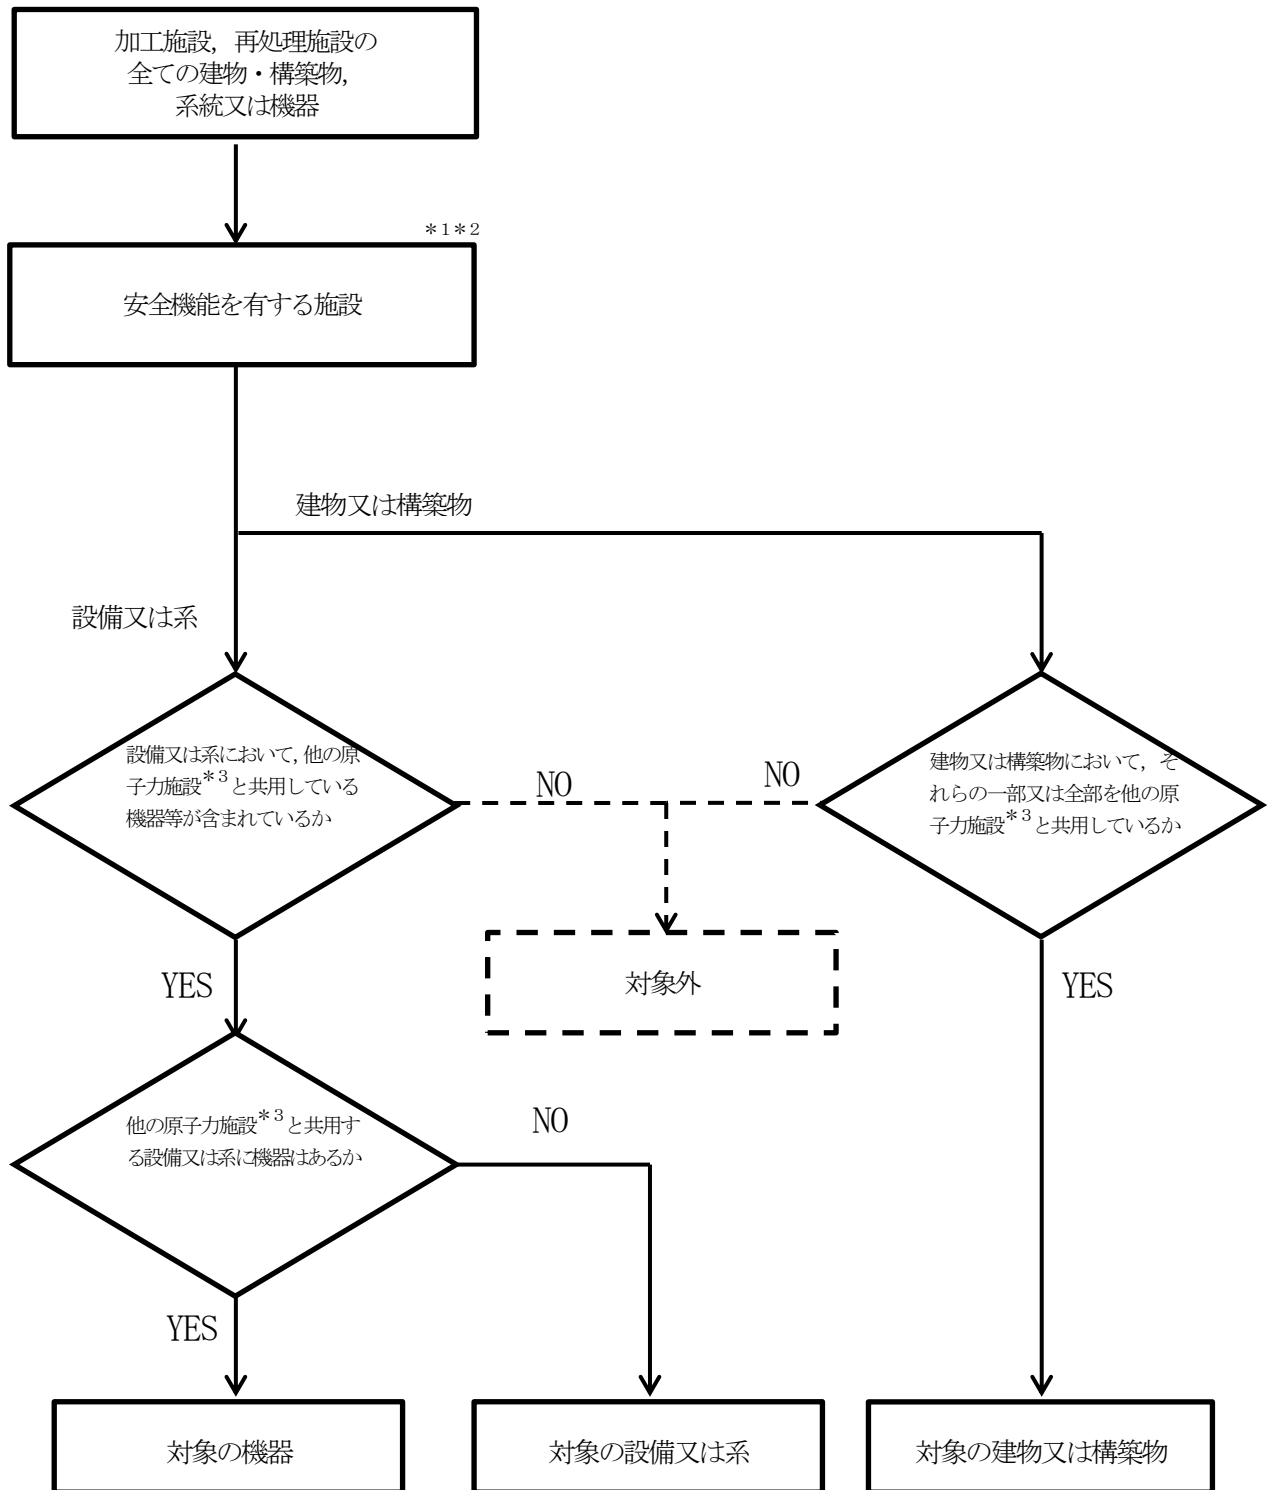 加工施設，再処理施設の
全ての建物・構築物，
系統又は機器
＊1＊2
安全機能を有する施設
建物又は構築物
設備又は系
設備又は系において，他の原
子力施設＊3と共用している
機器等が含まれているか
NO
NO
建物又は構築物において，そ
れらの一部又は全部を他の原
子力施設＊3と共用しているか
対象外
YES
YES
他の原子力施設＊3と共用す
る設備又は系に機器はあるか
NO
YES
対象の機器
対象の設備又は系
対象の建物又は構築物